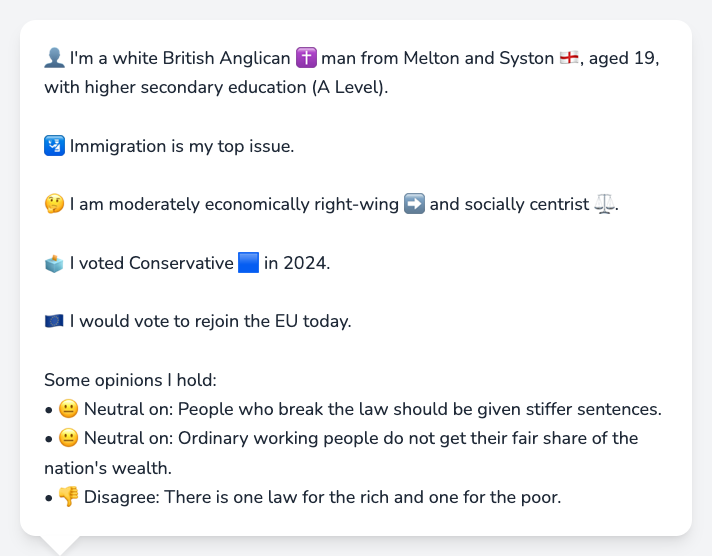 👤 I'm a white British Anglican ✝️ man from Melton and Syston 🏴󠁧󠁢󠁥󠁮󠁧󠁿, aged 19,
with higher secondary education (A Level).
🛂 Immigration is my top issue.
🤔 I am moderately economically right-wing ➡️ and socially centrist ⚖️.
🗳️ I voted Conservative 🟦 in 2024.
🇪🇺 I would vote to rejoin the EU today.
Some opinions I hold:
• 😐 Neutral on: People who break the law should be given stiffer sentences.
• 😐 Neutral on: Ordinary working people do not get their fair share of the
nation's wealth.
• 👎 Disagree: There is one law for the rich and one for the poor.